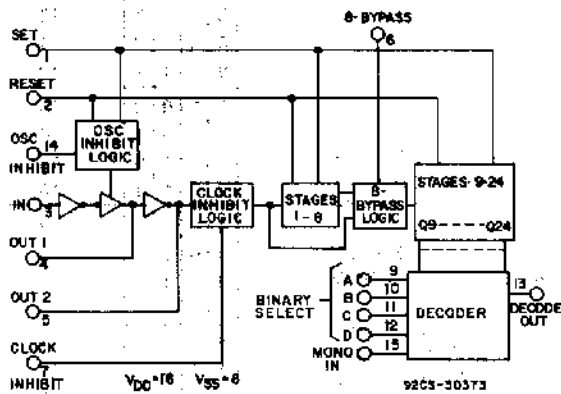 8-BYPASS
6
SET
1
RESET
2
OSC 14
INHIBIT
OSC
INHIBIT
LOGIC
IN
3
OUT 1
4
OUT 2
5
CLOCK
7
INHIBIT
CLOCK
INHIBIT
LOGIC
STAGES
1-8
8-
BYPASS
LOGIC
STAGES-9-24
Q9-----Q24
BINARY
SELECT
A 9
B 10
C 11
D 12
MONO 15
IN
DECODER
13
DECODE
OUT
VDD=16 VSS=8
92CS-30373